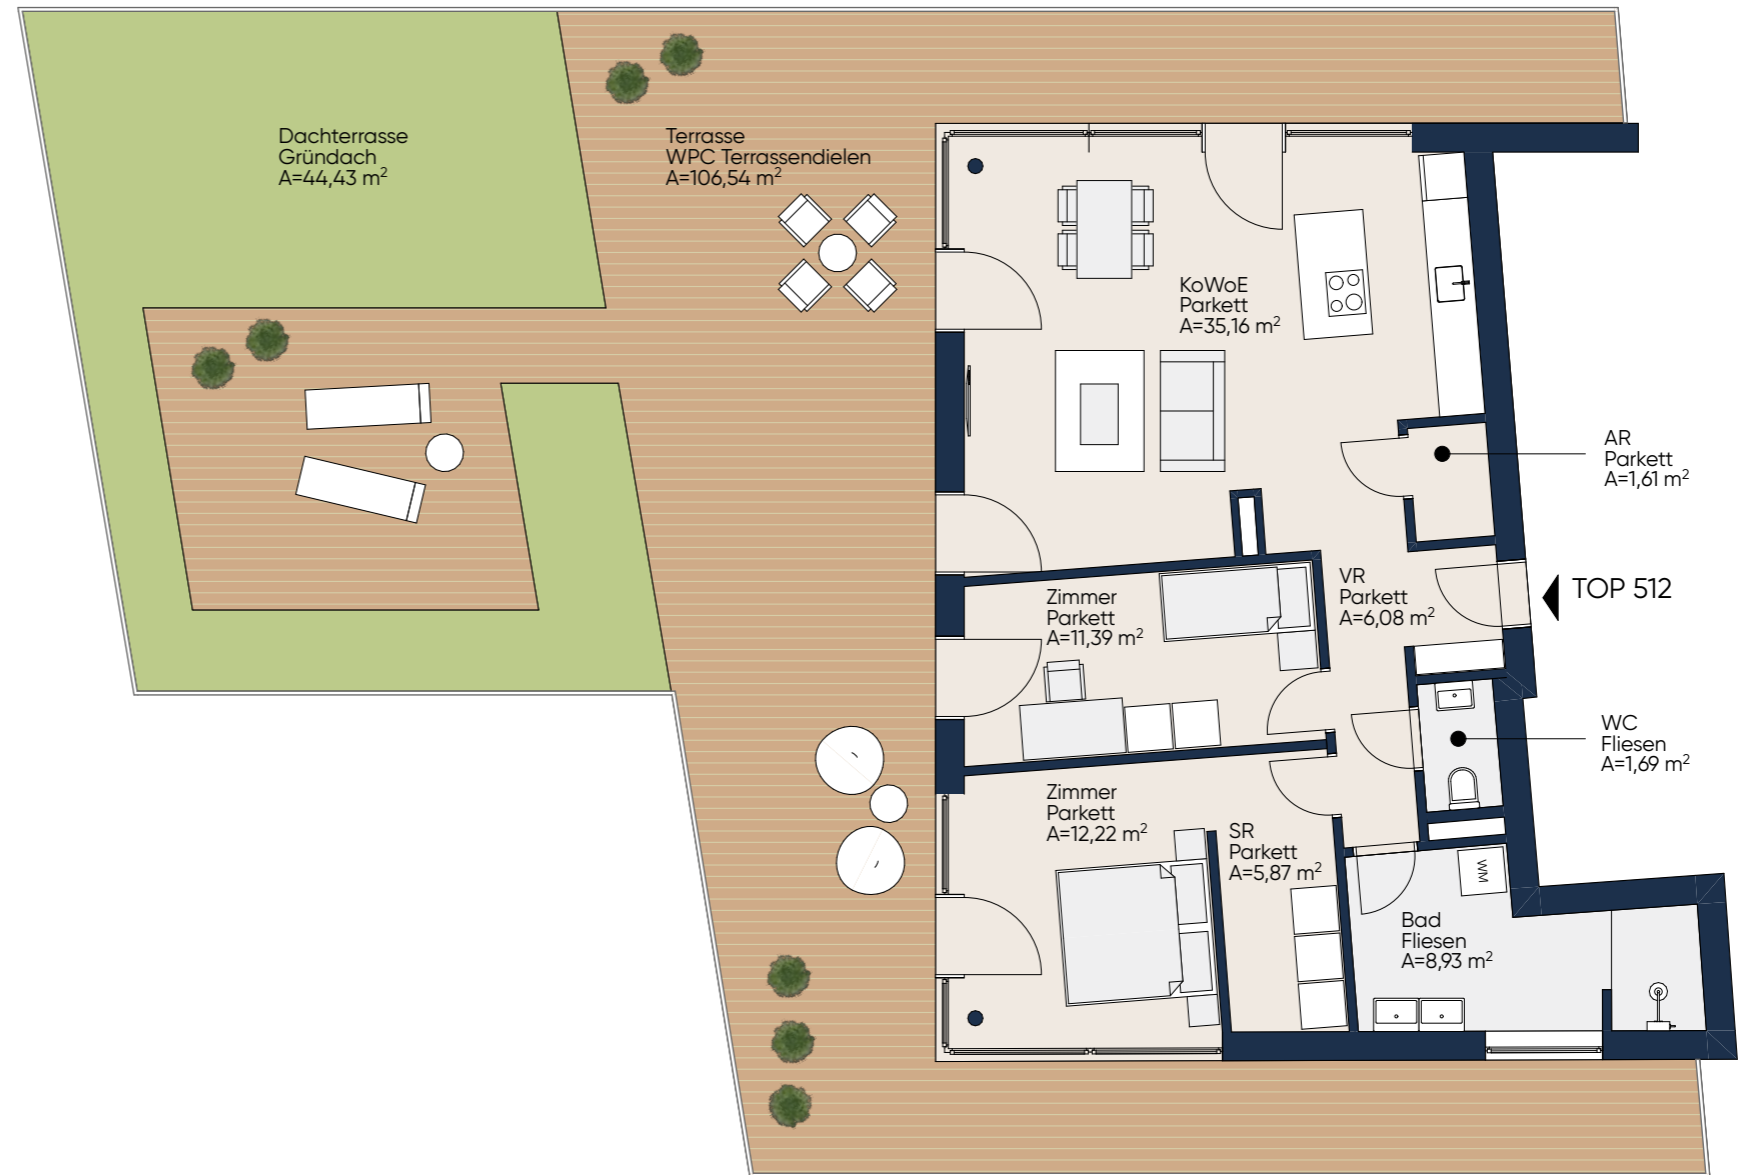 Dachterrasse
Gründach
A=44,43 m²
Terrasse
WPC Terrassendielen
A=106,54 m²
KoWoE
Parkett
A=35,16 m²
AR
Parkett
A=1,61 m²
TOP 512
VR
Parkett
A=6,08 m²
Zimmer
Parkett
A=11,39 m²
WC
Fliesen
A=1,69 m²
Zimmer
Parkett
A=12,22 m²
SR
Parkett
A=5,87 m²
WM
Bad
Fliesen
A=8,93 m²